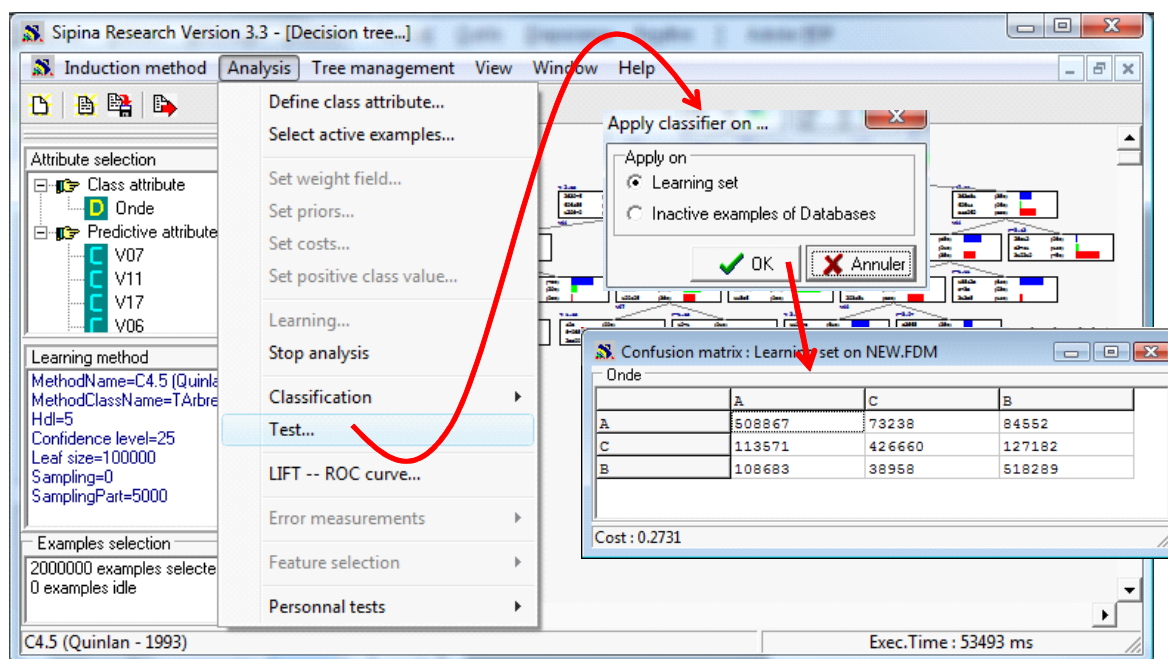 Sipina Research Version 3.3 - [Decision tree...]
Induction method Analysis Tree management View Window Help
Define class attribute...
Select active examples...
Set weight field...
Set priors...
Set costs...
Set positive class value...
Learning...
Stop analysis
Classification
Test...
LIFT -- ROC curve...
Error measurements
Feature selection
Personnal tests
Attribute selection
Class attribute
D Onde
Predictive attribute
C V07
C V11
C V17
C V06
Learning method
MethodName=C4.5 (Quinla
MethodClassName=TArbre
Hdl=5
Confidence level=25
Leaf size=100000
Sampling=0
SamplingPart=5000
Examples selection
2000000 examples selecte
0 examples idle
Apply classifier on ...
Apply on
Learning set
Inactive examples of Databases
OK Annuler
Confusion matrix : Learning set on NEW.FDM
Onde
A C B
A 508867 73238 84552
C 113571 426660 127182
B 108683 38958 518289
Cost : 0.2731
C4.5 (Quinlan - 1993) Exec.Time : 53493 ms